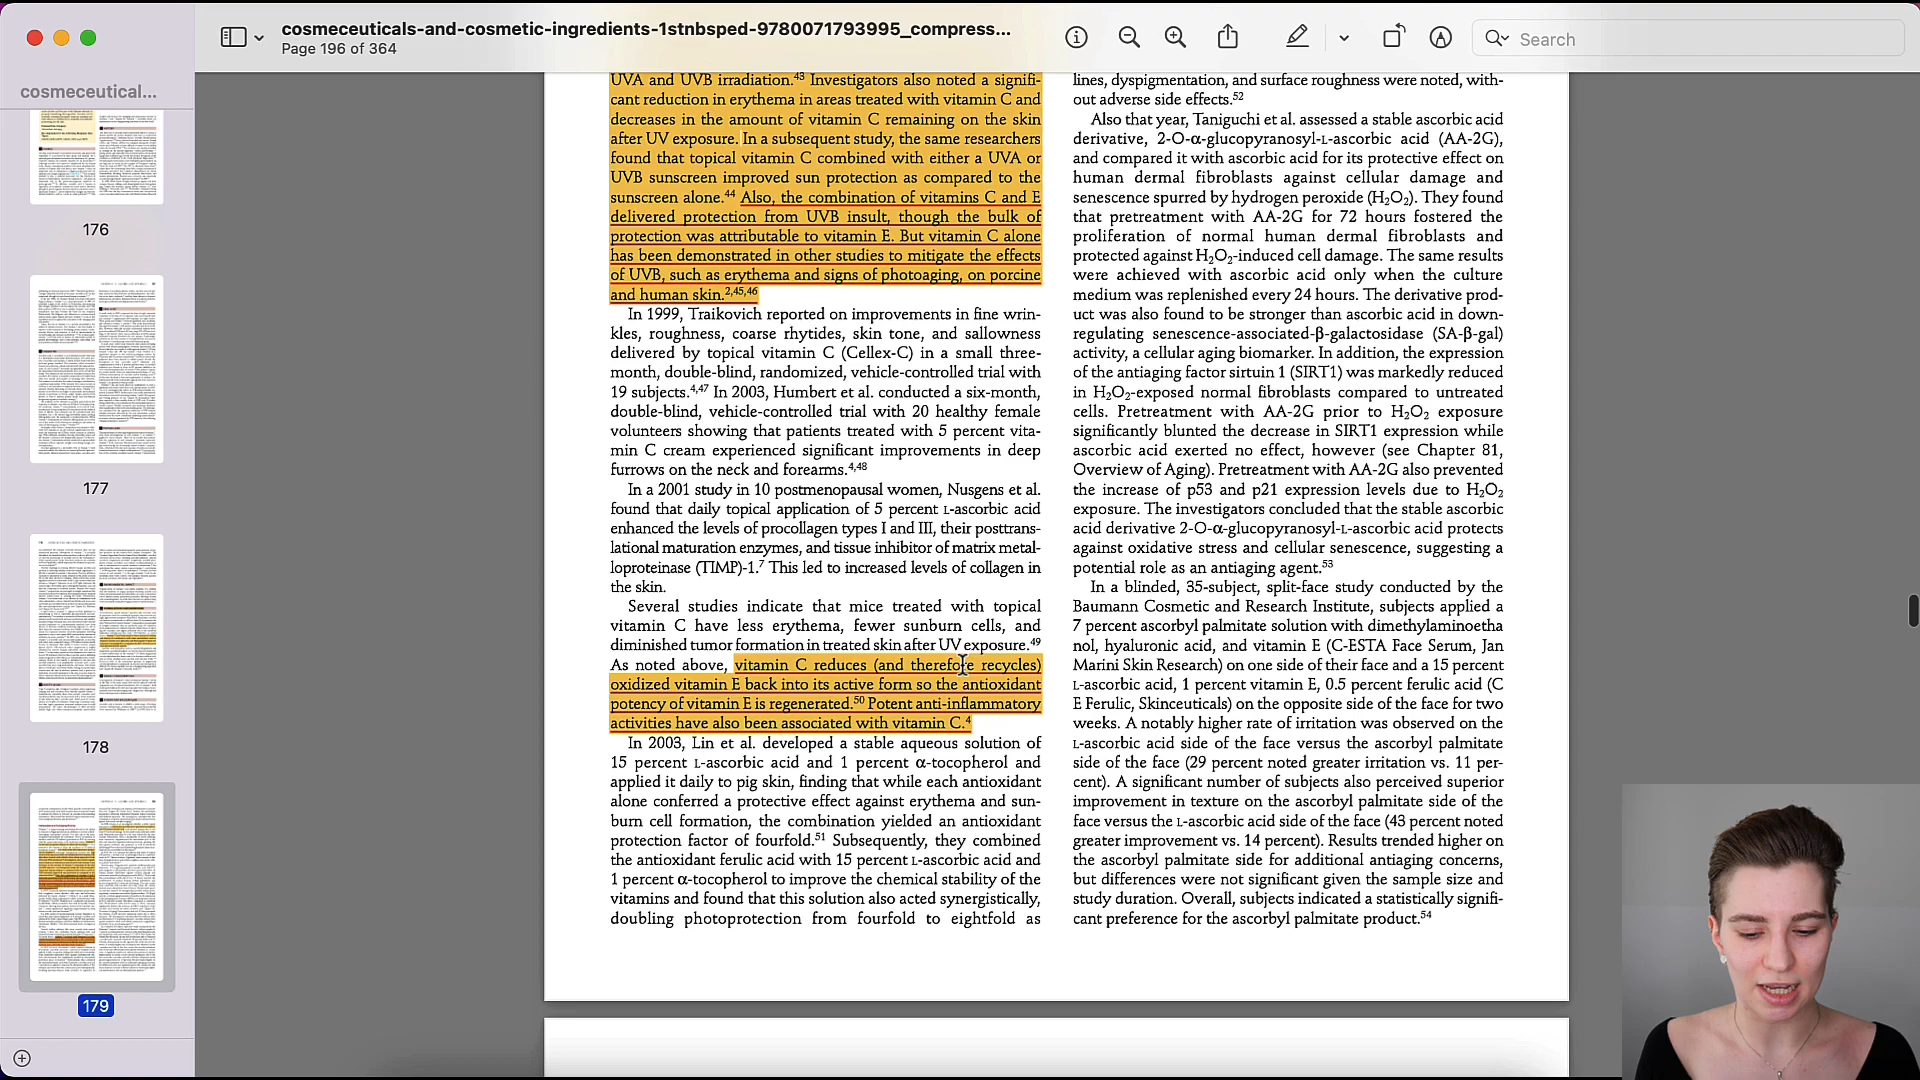 cosmeceuticals-and-cosmetic-ingredients-1stnbsped-9780071793995_compress...
Page 196 of 364
Search
cosmeceutical...
176
177
178
179
UVA and UVB irradiation.43 Investigators also noted a signifi-
cant reduction in erythema in areas treated with vitamin C and
decreases in the amount of vitamin C remaining on the skin
after UV exposure. In a subsequent study, the same researchers
found that topical vitamin C combined with either a UVA or
UVB sunscreen improved sun protection as compared to the
sunscreen alone.44 Also, the combination of vitamins C and E
delivered protection from UVB insult, though the bulk of
protection was attributable to vitamin E. But vitamin C alone
has been demonstrated in other studies to mitigate the effects
of UVB, such as erythema and signs of photoaging, on porcine
and human skin.2,45,46
In 1999, Traikovich reported on improvements in fine wrin-
kles, roughness, coarse rhytides, skin tone, and sallowness
delivered by topical vitamin C (Cellex-C) in a small three-
month, double-blind, randomized, vehicle-controlled trial with
19 subjects.4,47 In 2003, Humbert et al. conducted a six-month,
double-blind, vehicle-controlled trial with 20 healthy female
volunteers showing that patients treated with 5 percent vita-
min C cream experienced significant improvements in deep
furrows on the neck and forearms.4,48
In a 2001 study in 10 postmenopausal women, Nusgens et al.
found that daily topical application of 5 percent L-ascorbic acid
enhanced the levels of procollagen types I and III, their posttrans-
lational maturation enzymes, and tissue inhibitor of matrix metal-
loproteinase (TIMP)-1.7 This led to increased levels of collagen in
the skin.
Several studies indicate that mice treated with topical
vitamin C have less erythema, fewer sunburn cells, and
diminished tumor formation in treated skin after UV exposure.49
As noted above, vitamin C reduces (and therefore recycles)
oxidized vitamin E back into its active form so the antioxidant
potency of vitamin E is regenerated.50 Potent anti-inflammatory
activities have also been associated with vitamin C.4
In 2003, Lin et al. developed a stable aqueous solution of
15 percent L-ascorbic acid and 1 percent α-tocopherol and
applied it daily to pig skin, finding that while each antioxidant
alone conferred a protective effect against erythema and sun-
burn cell formation, the combination yielded an antioxidant
protection factor of fourfold.51 Subsequently, they combined
the antioxidant ferulic acid with 15 percent L-ascorbic acid and
1 percent α-tocopherol to improve the chemical stability of the
vitamins and found that this solution also acted synergistically,
doubling photoprotection from fourfold to eightfold as
lines, dyspigmentation, and surface roughness were noted, with-
out adverse side effects.52
Also that year, Taniguchi et al. assessed a stable ascorbic acid
derivative, 2-O-α-glucopyranosyl-L-ascorbic acid (AA-2G),
and compared it with ascorbic acid for its protective effect on
human dermal fibroblasts against cellular damage and
senescence spurred by hydrogen peroxide (H2O2). They found
that pretreatment with AA-2G for 72 hours fostered the
proliferation of normal human dermal fibroblasts and
protected against H2O2-induced cell damage. The same results
were achieved with ascorbic acid only when the culture
medium was replenished every 24 hours. The derivative prod-
uct was also found to be stronger than ascorbic acid in down-
regulating senescence-associated-β-galactosidase (SA-β-gal)
activity, a cellular aging biomarker. In addition, the expression
of the antiaging factor sirtuin 1 (SIRT1) was markedly reduced
in H2O2-exposed normal fibroblasts compared to untreated
cells. Pretreatment with AA-2G prior to H2O2 exposure
significantly blunted the decrease in SIRT1 expression while
ascorbic acid exerted no effect, however (see Chapter 81,
Overview of Aging). Pretreatment with AA-2G also prevented
the increase of p53 and p21 expression levels due to H2O2
exposure. The investigators concluded that the stable ascorbic
acid derivative 2-O-α-glucopyranosyl-L-ascorbic acid protects
against oxidative stress and cellular senescence, suggesting a
potential role as an antiaging agent.53
In a blinded, 35-subject, split-face study conducted by the
Baumann Cosmetic and Research Institute, subjects applied a
7 percent ascorbyl palmitate solution with dimethylaminoetha
nol, hyaluronic acid, and vitamin E (C-ESTA Face Serum, Jan
Marini Skin Research) on one side of their face and a 15 percent
L-ascorbic acid, 1 percent vitamin E, 0.5 percent ferulic acid (C
E Ferulic, Skinceuticals) on the opposite side of the face for two
weeks. A notably higher rate of irritation was observed on the
L-ascorbic acid side of the face versus the ascorbyl palmitate
side of the face (29 percent noted greater irritation vs. 11 per-
cent). A significant number of subjects also perceived superior
improvement in texture on the ascorbyl palmitate side of the
face versus the L-ascorbic acid side of the face (43 percent noted
greater improvement vs. 14 percent). Results trended higher on
the ascorbyl palmitate side for additional antiaging concerns,
but differences were not significant given the sample size and
study duration. Overall, subjects indicated a statistically signifi-
cant preference for the ascorbyl palmitate product.54